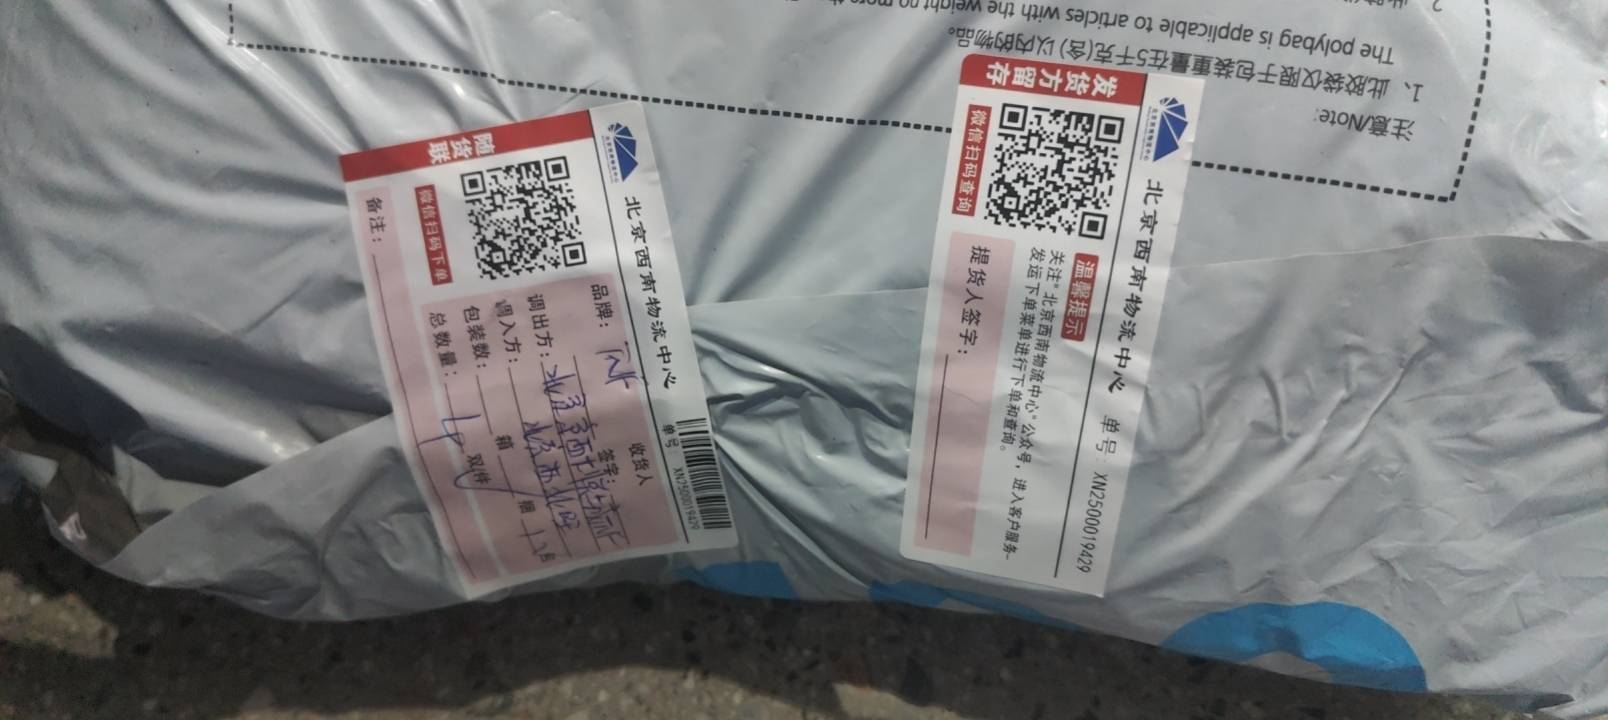 注意/Note:
1、此胶袋仅限于包装重量在5千克(含)以内的物品。
The polybag is applicable to articles with the weight no more
随货联
北京西南物流中心
微信扫码下单
单号: XN2500019429
品牌:
收货人
签字:
调出方:
调入方:
包装数:
箱
捆
总数量:
双件
备注:
发货方留存
北京西南物流中心
单号: XN2500019429
微信扫码查询
温馨提示
关注“北京西南物流中心”公众号,进入客户服务-
发运下单菜单进行下单和查询。
提货人签字: